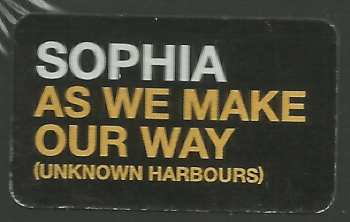 SOPHIA
AS WE MAKE
OUR WAY
(UNKNOWN HARBOURS)